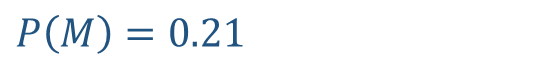 P(M) = 0.21